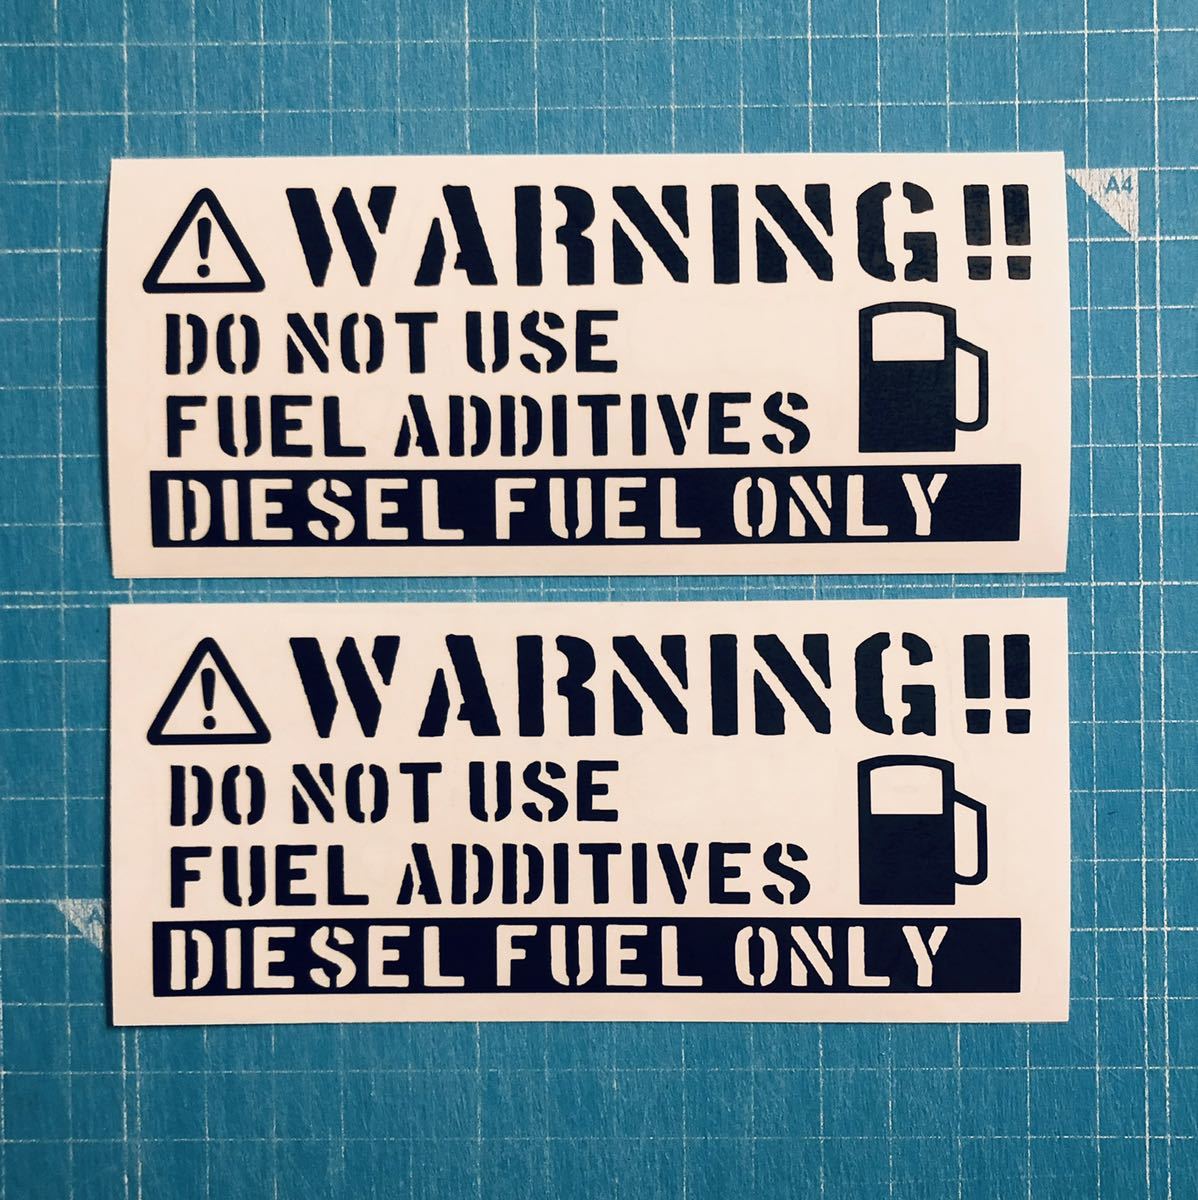 WARNING!!
DO NOT USE
FUEL ADDITIVES
DIESEL FUEL ONLY
A4
WARNING!!
DO NOT USE
FUEL ADDITIVES
DIESEL FUEL ONLY